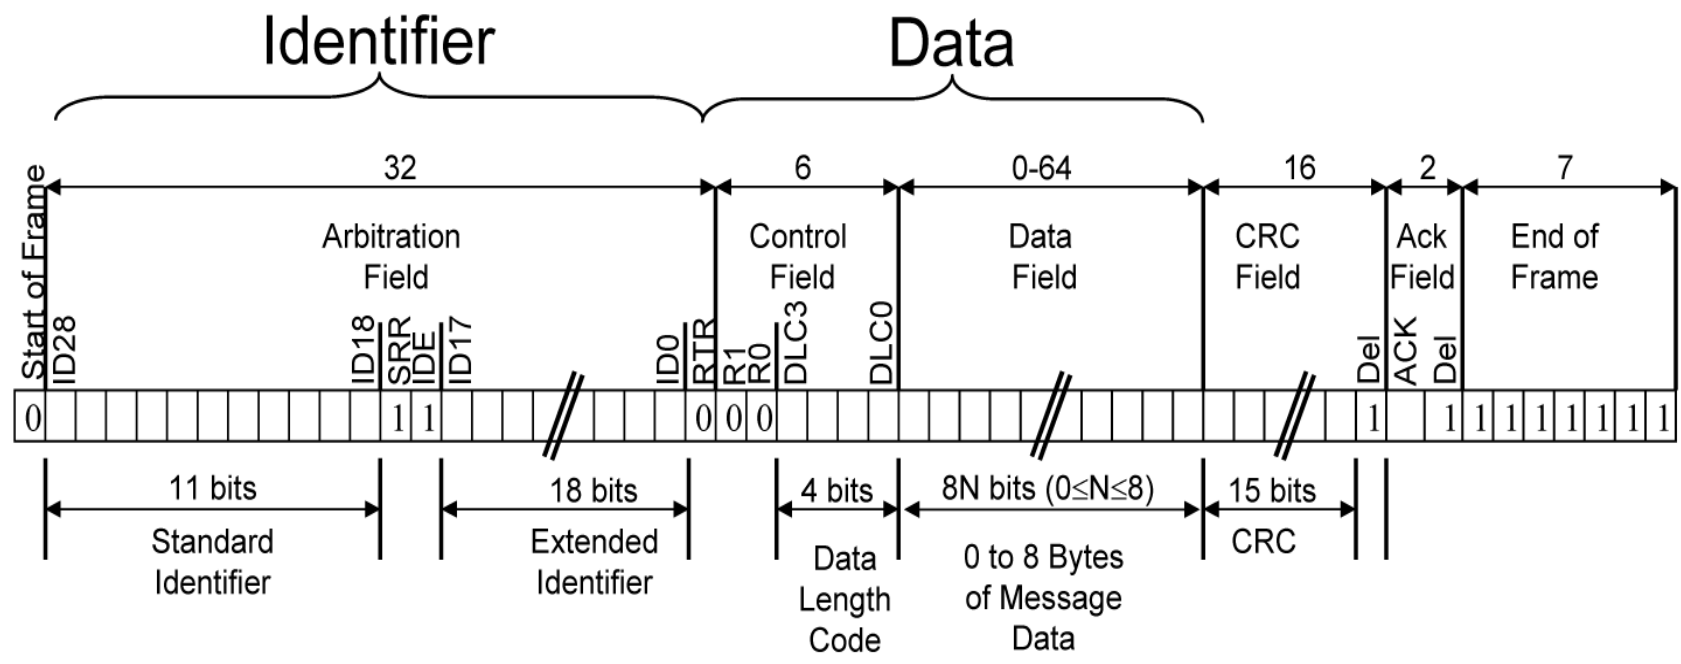 Identifier
Data
32
6
0-64
16
2
7
Start of Frame
Arbitration
Field
Control
Field
Data
Field
CRC
Field
Ack
Field
End of
Frame
ID28
ID18
SRR
IDE
ID17
ID0
RTR
R1
R0
DLC3
DLC0
Del
ACK
Del
0
1
1
0
0
0
1
1
1
1
1
1
1
1
1
11 bits
Standard
Identifier
18 bits
Extended
Identifier
4 bits
Data
Length
Code
8N bits (0≤N≤8)
0 to 8 Bytes
of Message
Data
15 bits
CRC